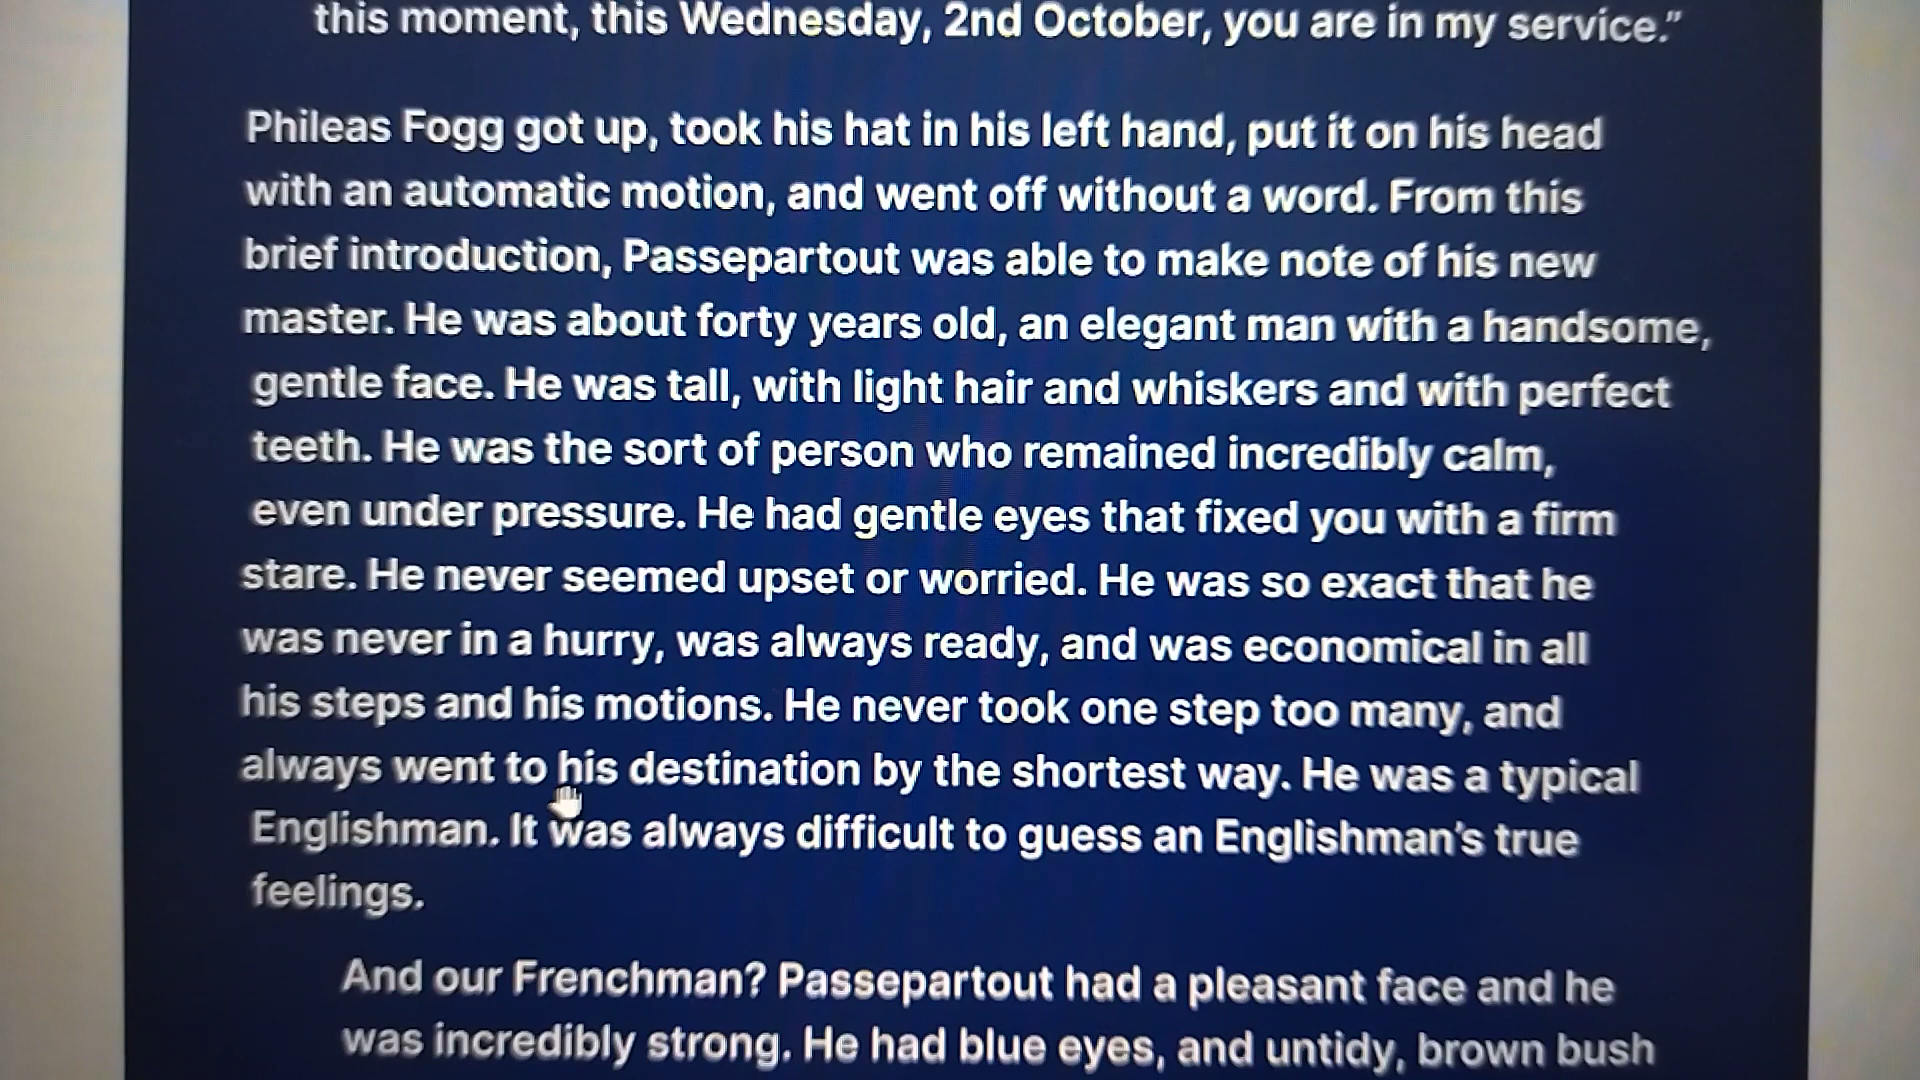 this moment, this Wednesday, 2nd October, you are in my service.”
Phileas Fogg got up, took his hat in his left hand, put it on his head
with an automatic motion, and went off without a word. From this
brief introduction, Passepartout was able to make note of his new
master. He was about forty years old, an elegant man with a handsome,
gentle face. He was tall, with light hair and whiskers and with perfect
teeth. He was the sort of person who remained incredibly calm,
even under pressure. He had gentle eyes that fixed you with a firm
stare. He never seemed upset or worried. He was so exact that he
was never in a hurry, was always ready, and was economical in all
his steps and his motions. He never took one step too many, and
always went to his destination by the shortest way. He was a typical
Englishman. It was always difficult to guess an Englishman’s true
feelings.
And our Frenchman? Passepartout had a pleasant face and he
was incredibly strong. He had blue eyes, and untidy, brown bush